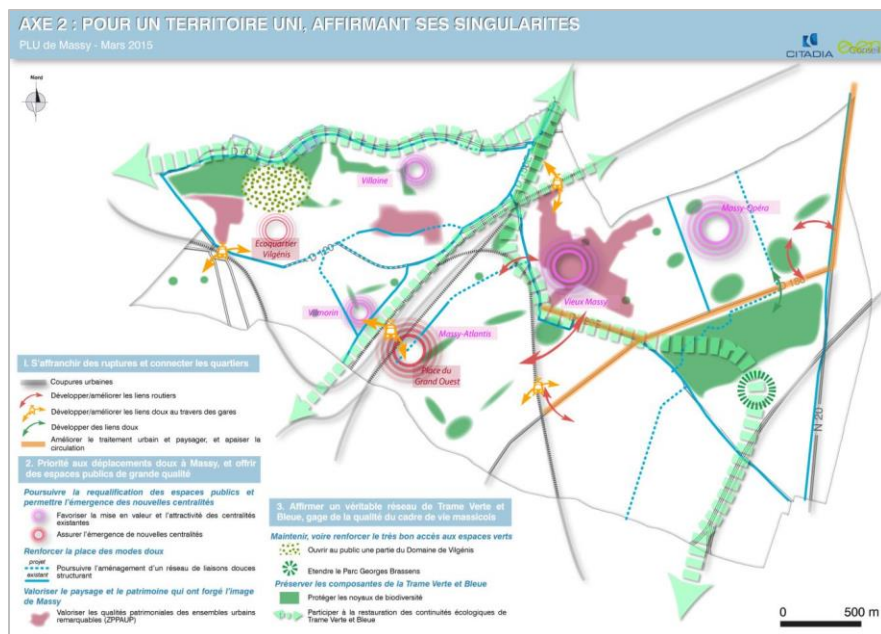 AXE 2 : POUR UN TERRITOIRE UNI, AFFIRMANT SES SINGULARITES
PLU de Massy - Mars 2015
CITADIA
even
Conseil
Nord
D 60
Villaine
D 120
Massy-Opéra
Ecoquartier
Vilgénis
Vieux Massy
Vilmorin
Massy-Atlantis
Place du
Grand Ouest
N 20
I. S'affranchir des ruptures et connecter les quartiers
Coupures urbaines
Développer/améliorer les liens routiers
Développer/améliorer les liens doux au travers des gares
Développer des liens doux
Améliorer le traitement urbain et paysager, et apaiser la
circulation
2. Priorité aux déplacements doux à Massy, et offrir
des espaces publics de grande qualité
Poursuivre la requalification des espaces publics et
permettre l'émergence des nouvelles centralités
Favoriser la mise en valeur et l'attractivité des centralités
existantes
Assurer l'émergence de nouvelles centralités
Renforcer la place des modes doux
projet
existant
Poursuivre l'aménagement d'un réseau de liaisons douces
structurant
Valoriser le paysage et le patrimoine qui ont forgé l'image
de Massy
Valoriser les qualités patrimoniales des ensembles urbains
remarquables (ZPPAUP)
3. Affirmer un véritable réseau de Trame Verte et
Bleue, gage de la qualité du cadre de vie massicois
Maintenir, voire renforcer le très bon accès aux espaces verts
Ouvrir au public une partie du Domaine de Vilgénis
Etendre le Parc Georges Brassens
Préserver les composantes de la Trame Verte et Bleue
Protéger les noyaux de biodiversité
Participer à la restauration des continuités écologiques de
Trame Verte et Bleue
0 500 m